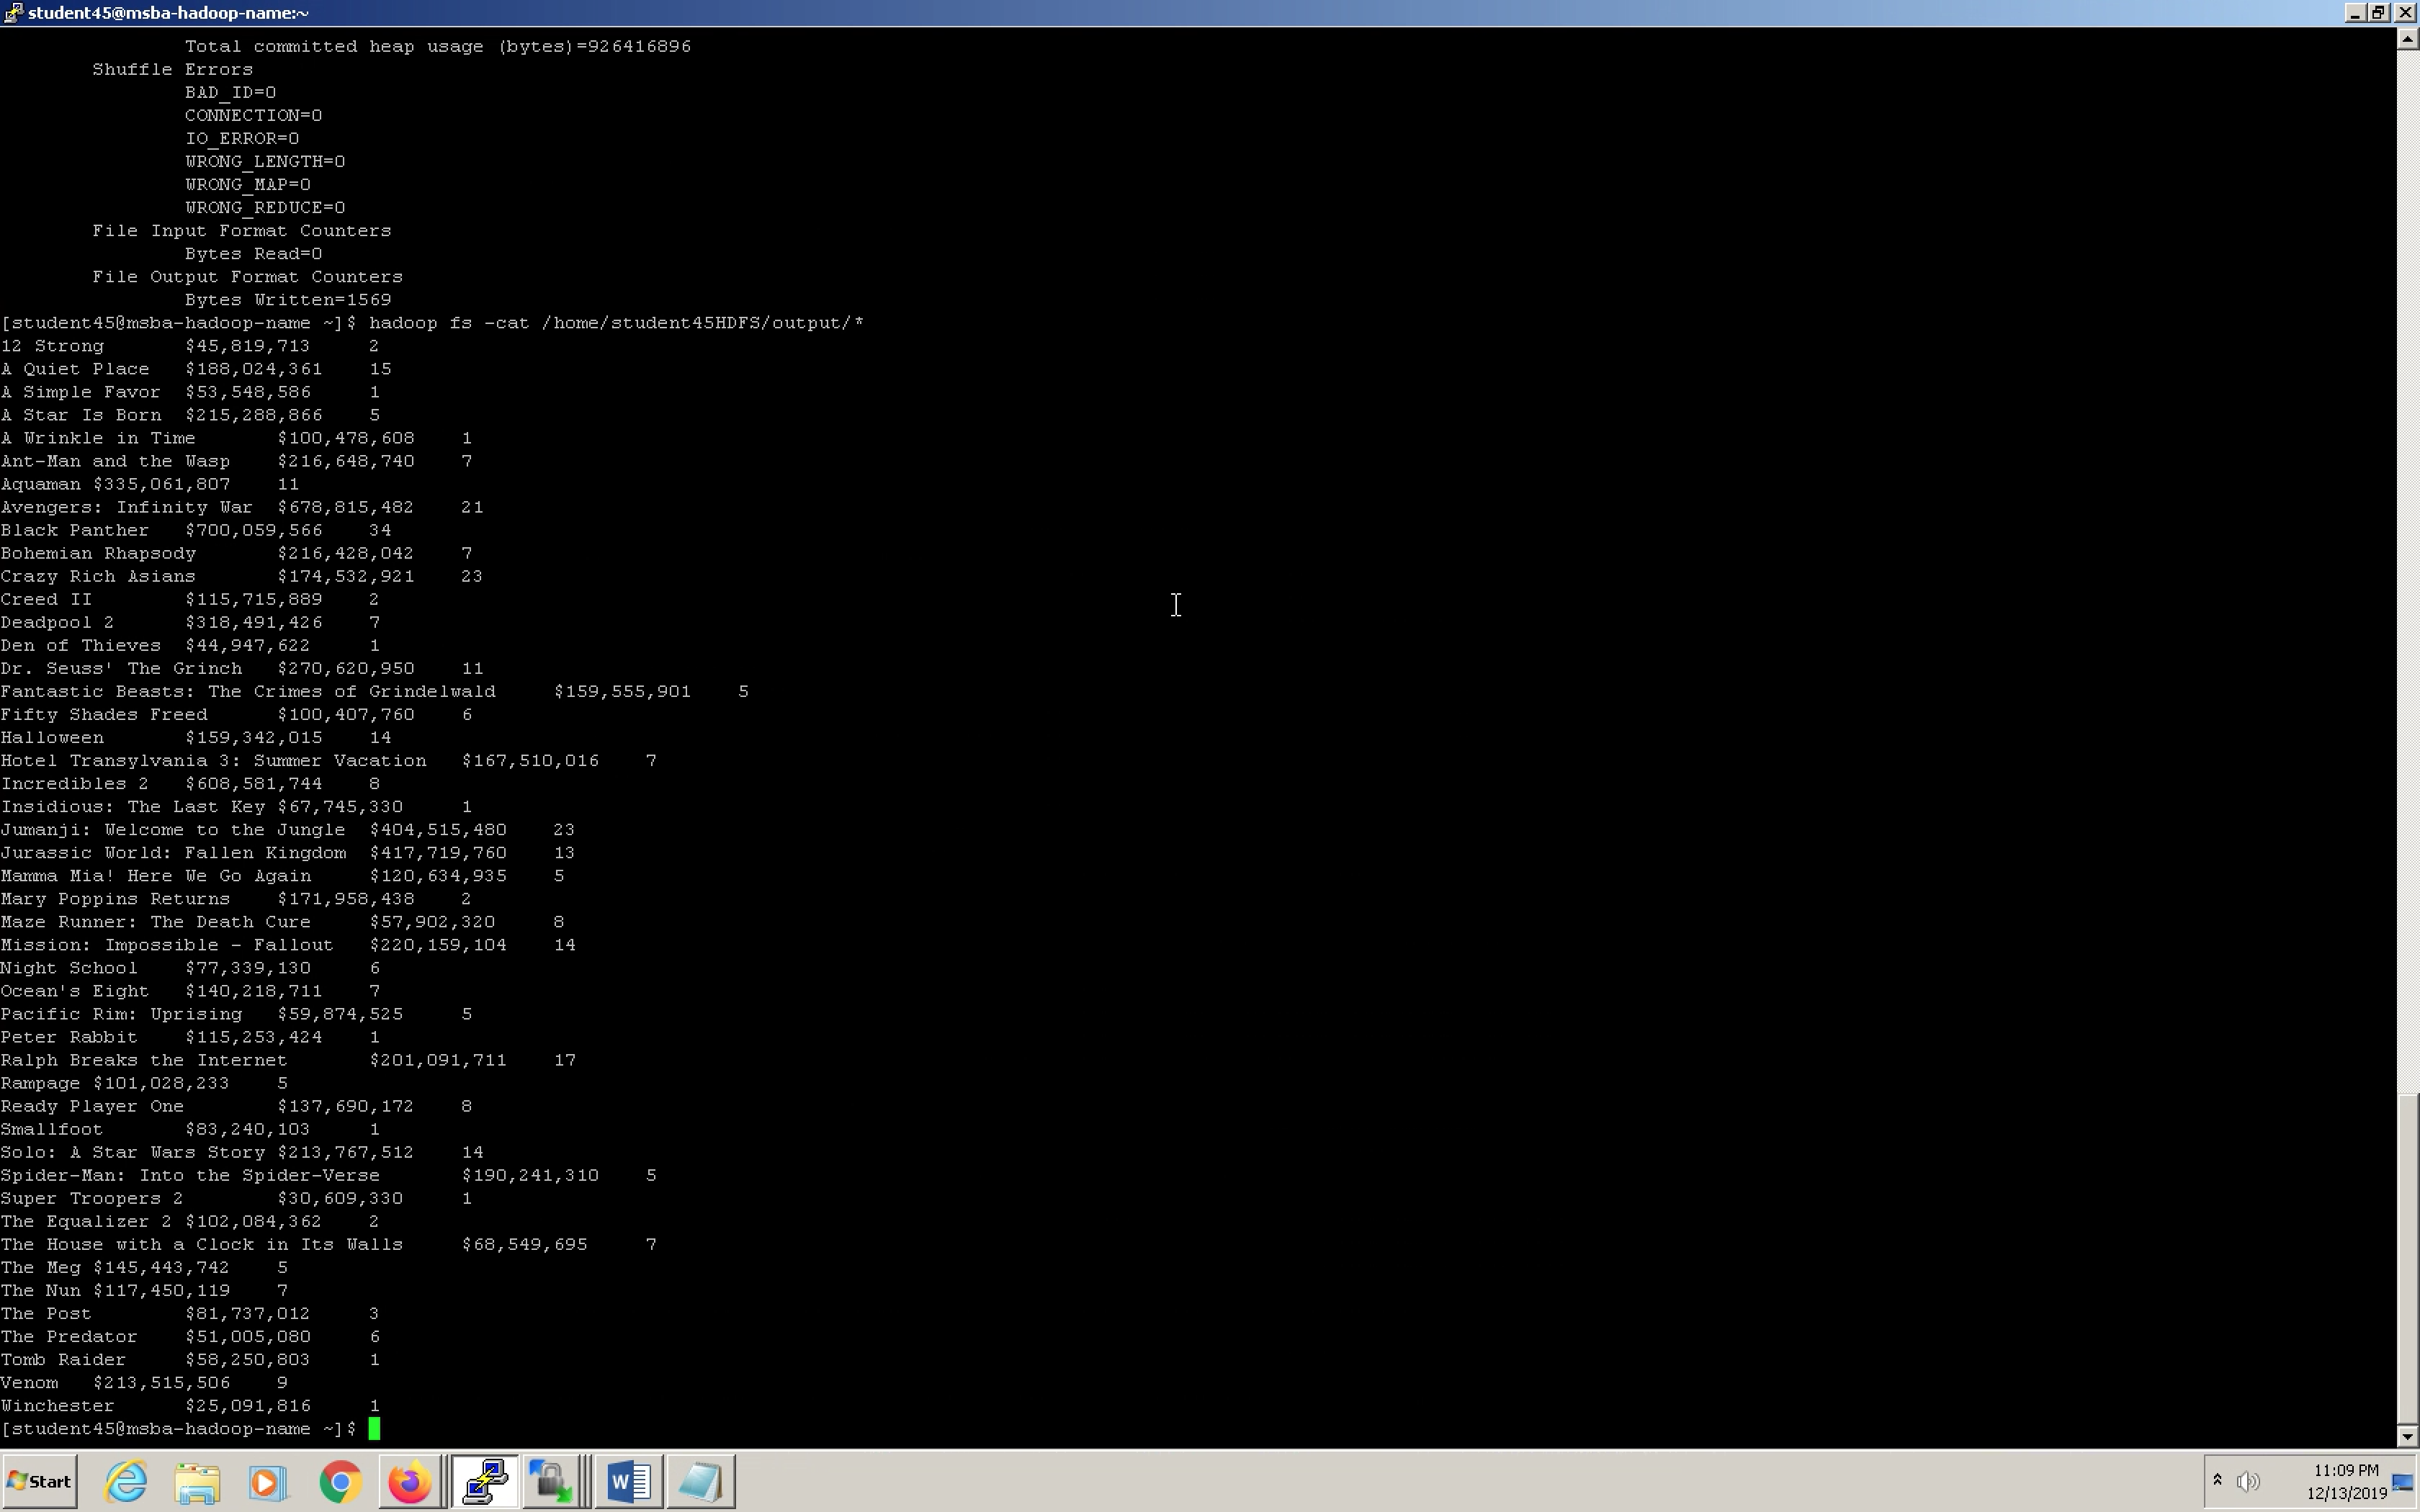 student45@msba-hadoop-name:~
Total committed heap usage (bytes)=926416896
Shuffle Errors
BAD_ID=0
CONNECTION=0
IO_ERROR=0
WRONG_LENGTH=0
WRONG_MAP=0
WRONG_REDUCE=0
File Input Format Counters
Bytes Read=0
File Output Format Counters
Bytes Written=1569
[student45@msba-hadoop-name ~]$ hadoop fs -cat /home/student45HDFS/output/*
12 Strong $45,819,713 2
A Quiet Place $188,024,361 15
A Simple Favor $53,548,586 1
A Star Is Born $215,288,866 5
A Wrinkle in Time $100,478,608 1
Ant-Man and the Wasp $216,648,740 7
Aquaman $335,061,807 11
Avengers: Infinity War $678,815,482 21
Black Panther $700,059,566 34
Bohemian Rhapsody $216,428,042 7
Crazy Rich Asians $174,532,921 23
Creed II $115,715,889 2
Deadpool 2 $318,491,426 7
Den of Thieves $44,947,622 1
Dr. Seuss' The Grinch $270,620,950 11
Fantastic Beasts: The Crimes of Grindelwald $159,555,901 5
Fifty Shades Freed $100,407,760 6
Halloween $159,342,015 14
Hotel Transylvania 3: Summer Vacation $167,510,016 7
Incredibles 2 $608,581,744 8
Insidious: The Last Key $67,745,330 1
Jumanji: Welcome to the Jungle $404,515,480 23
Jurassic World: Fallen Kingdom $417,719,760 13
Mamma Mia! Here We Go Again $120,634,935 5
Mary Poppins Returns $171,958,438 2
Maze Runner: The Death Cure $57,902,320 8
Mission: Impossible - Fallout $220,159,104 14
Night School $77,339,130 6
Ocean's Eight $140,218,711 7
Pacific Rim: Uprising $59,874,525 5
Peter Rabbit $115,253,424 1
Ralph Breaks the Internet $201,091,711 17
Rampage $101,028,233 5
Ready Player One $137,690,172 8
Smallfoot $83,240,103 1
Solo: A Star Wars Story $213,767,512 14
Spider-Man: Into the Spider-Verse $190,241,310 5
Super Troopers 2 $30,609,330 1
The Equalizer 2 $102,084,362 2
The House with a Clock in Its Walls $68,549,695 7
The Meg $145,443,742 5
The Nun $117,450,119 7
The Post $81,737,012 3
The Predator $51,005,080 6
Tomb Raider $58,250,803 1
Venom $213,515,506 9
Winchester $25,091,816 1
[student45@msba-hadoop-name ~]$
Start
W
11:09 PM
12/13/2019